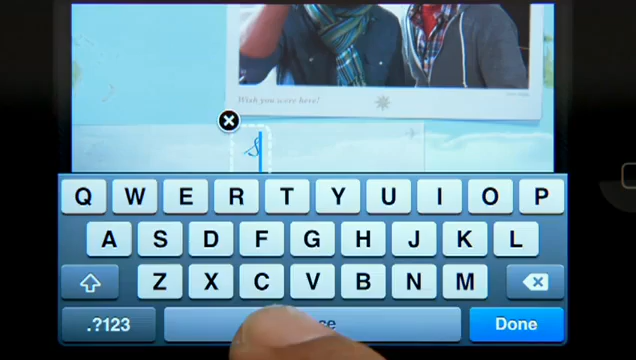 Wish you were here!
S
Q W E R T Y U I O P
A S D F G H J K L
Z X C V B N M
.?123 Done